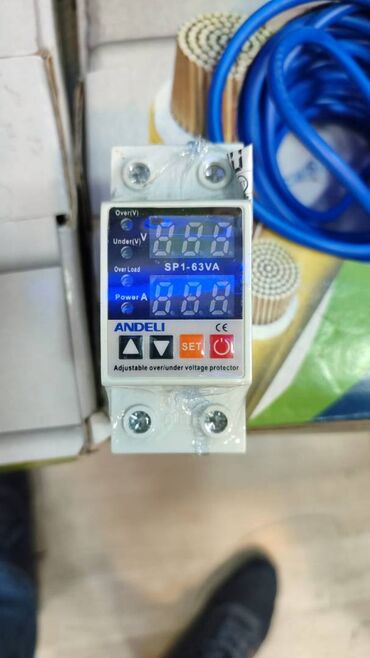 Over(V)
888 V
Under(V)
SP1-63VA
Over Load
888
Power A
ANDELI CE
SET
Adjustable over/under voltage protector